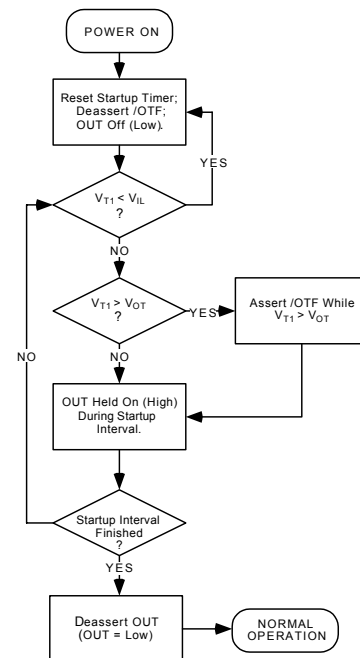 POWER ON
Reset Startup Timer;
Deassert /OTF;
OUT Off (Low).
YES
VT1 < VIL
?
NO
VT1 > VOT
?
YES
Assert /OTF While
VT1 > VOT
NO
NO
OUT Held On (High)
During Startup
Interval.
Startup Interval
Finished
?
YES
Deassert OUT
(OUT = Low)
NORMAL
OPERATION